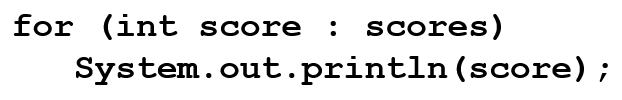 for (int score : scores)
   System.out.println(score);